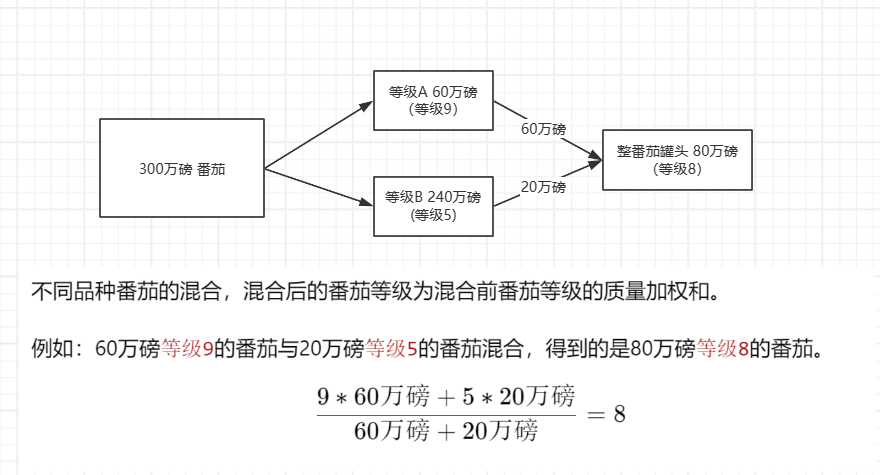 300万磅 番茄
等级A 60万磅
(等级9)
等级B 240万磅
(等级5)
60万磅
20万磅
整番茄罐头 80万磅
(等级8)
不同品种番茄的混合，混合后的番茄等级为混合前番茄等级的质量加权和。
例如：60万磅等级9的番茄与20万磅等级5的番茄混合，得到的是80万磅等级8的番茄。
9 * 60万磅 + 5 * 20万磅
60万磅 + 20万磅
= 8